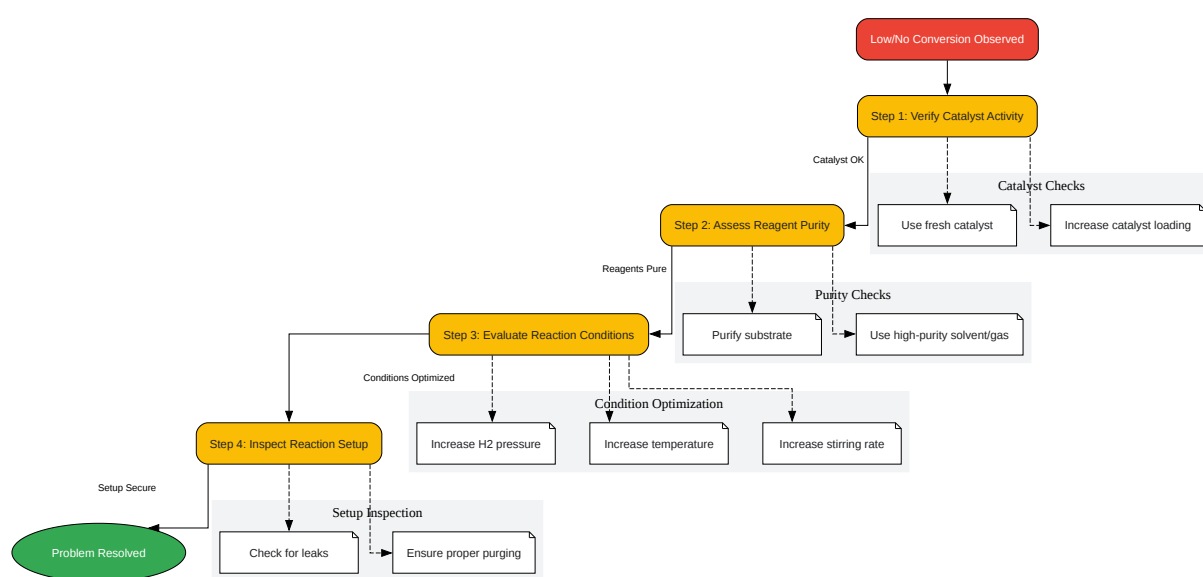 Low/No Conversion Observed
Step 1: Verify Catalyst Activity
Catalyst OK
Catalyst Checks
Use fresh catalyst
Increase catalyst loading
Step 2: Assess Reagent Purity
Reagents Pure
Purity Checks
Purify substrate
Use high-purity solvent/gas
Step 3: Evaluate Reaction Conditions
Conditions Optimized
Condition Optimization
Increase H2 pressure
Increase temperature
Increase stirring rate
Step 4: Inspect Reaction Setup
Setup Secure
Setup Inspection
Check for leaks
Ensure proper purging
Problem Resolved